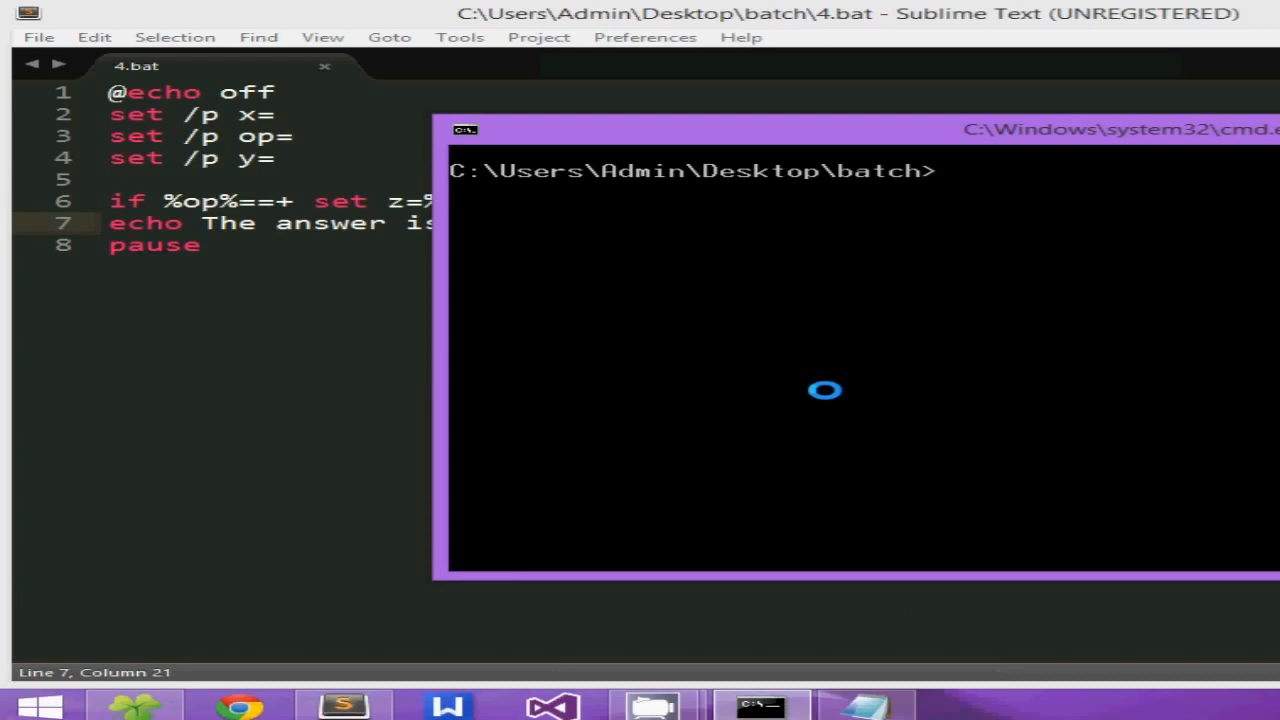 C:\Users\Admin\Desktop\batch\4.bat - Sublime Text (UNREGISTERED)
File Edit Selection Find View Goto Tools Project Preferences Help
4.bat
1 @echo off
2 set /p x=
3 set /p op=
4 set /p y=
5
6 if %op%==+ set z=%
7 echo The answer is
8 pause
C:\Windows\system32\cmd.e
C:\Users\Admin\Desktop\batch>
Line 7, Column 21